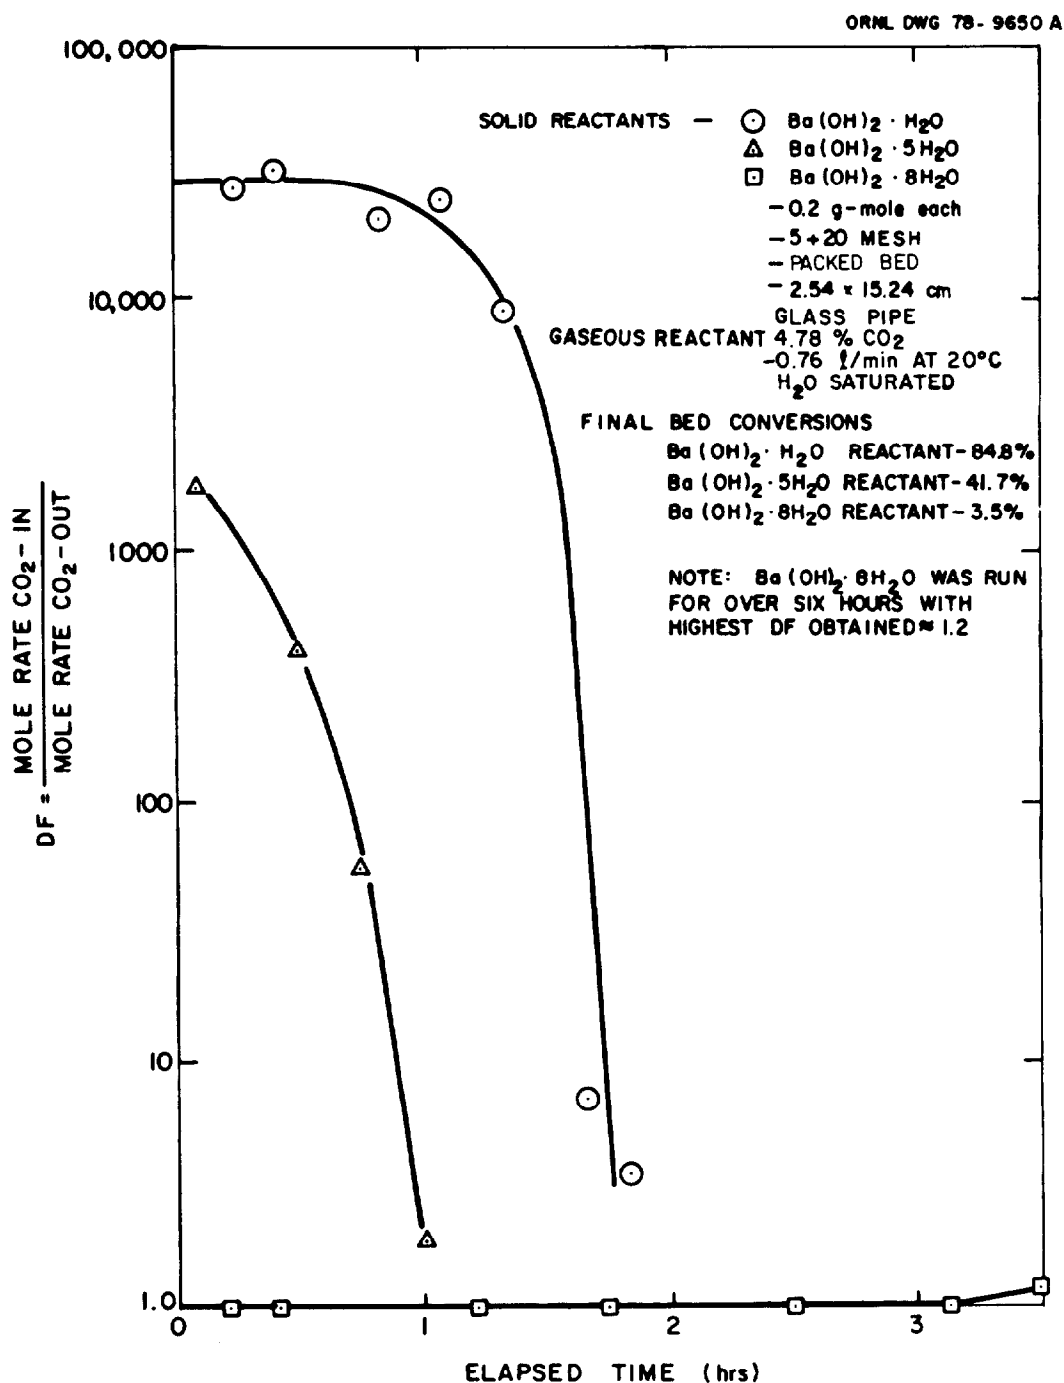 ORNL DWG 78-9650 A
100,000
SOLID REACTANTS — ⊙ Ba(OH)₂ · H₂O
△ Ba(OH)₂ · 5H₂O
⊡ Ba(OH)₂ · 8H₂O
-0.2 g-mole each
-5+20 MESH
- PACKED BED
- 2.54 x 15.24 cm
10,000
GLASS PIPE
GASEOUS REACTANT 4.78 % CO₂
-0.76 l/min AT 20°C
H₂O SATURATED
FINAL BED CONVERSIONS
Ba(OH)₂ · H₂O REACTANT-84.8%
Ba(OH)₂ · 5H₂O REACTANT-41.7%
Ba(OH)₂ · 8H₂O REACTANT-3.5%
1000
NOTE: Ba(OH)₂ · 8H₂O WAS RUN
FOR OVER SIX HOURS WITH
HIGHEST DF OBTAINED ≈ 1.2
DF = MOLE RATE CO₂-IN
MOLE RATE CO₂-OUT
100
10
1.0
0 1 2 3
ELAPSED TIME (hrs)